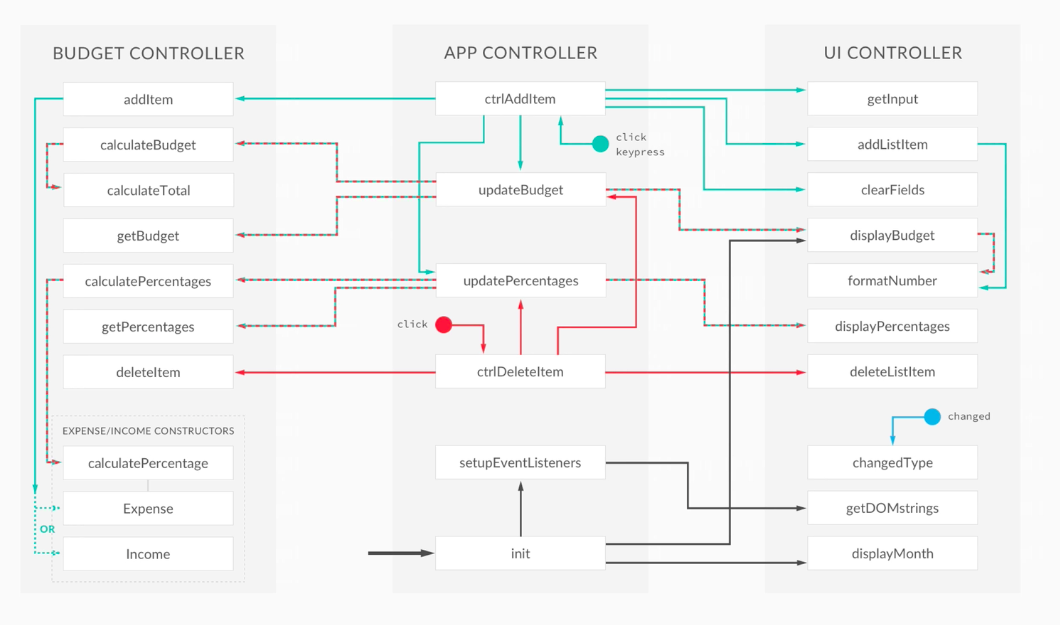 BUDGET CONTROLLER
addItem
calculateBudget
calculateTotal
getBudget
calculatePercentages
getPercentages
deleteItem
EXPENSE/INCOME CONSTRUCTORS
calculatePercentage
Expense
OR
Income
APP CONTROLLER
ctrlAddItem
click
keypress
updateBudget
updatePercentages
click
ctrlDeleteItem
setupEventListeners
init
UI CONTROLLER
getInput
addListItem
clearFields
displayBudget
formatNumber
displayPercentages
deleteListItem
changed
changedType
getDOMstrings
displayMonth